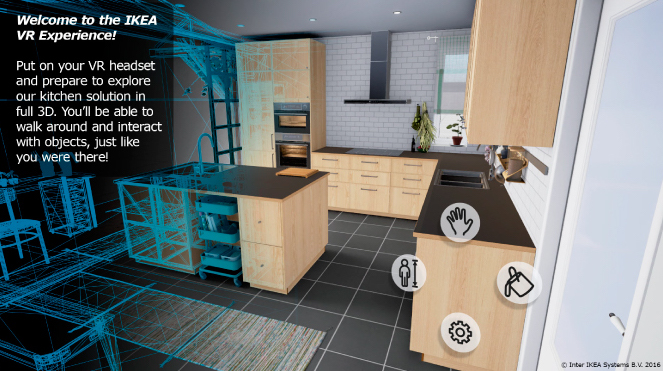 Welcome to the IKEA
VR Experience!
Put on your VR headset
and prepare to explore
our kitchen solution in
full 3D. You'll be able to
walk around and interact
with objects, just like
you were there!
© Inter IKEA Systems B.V. 2016